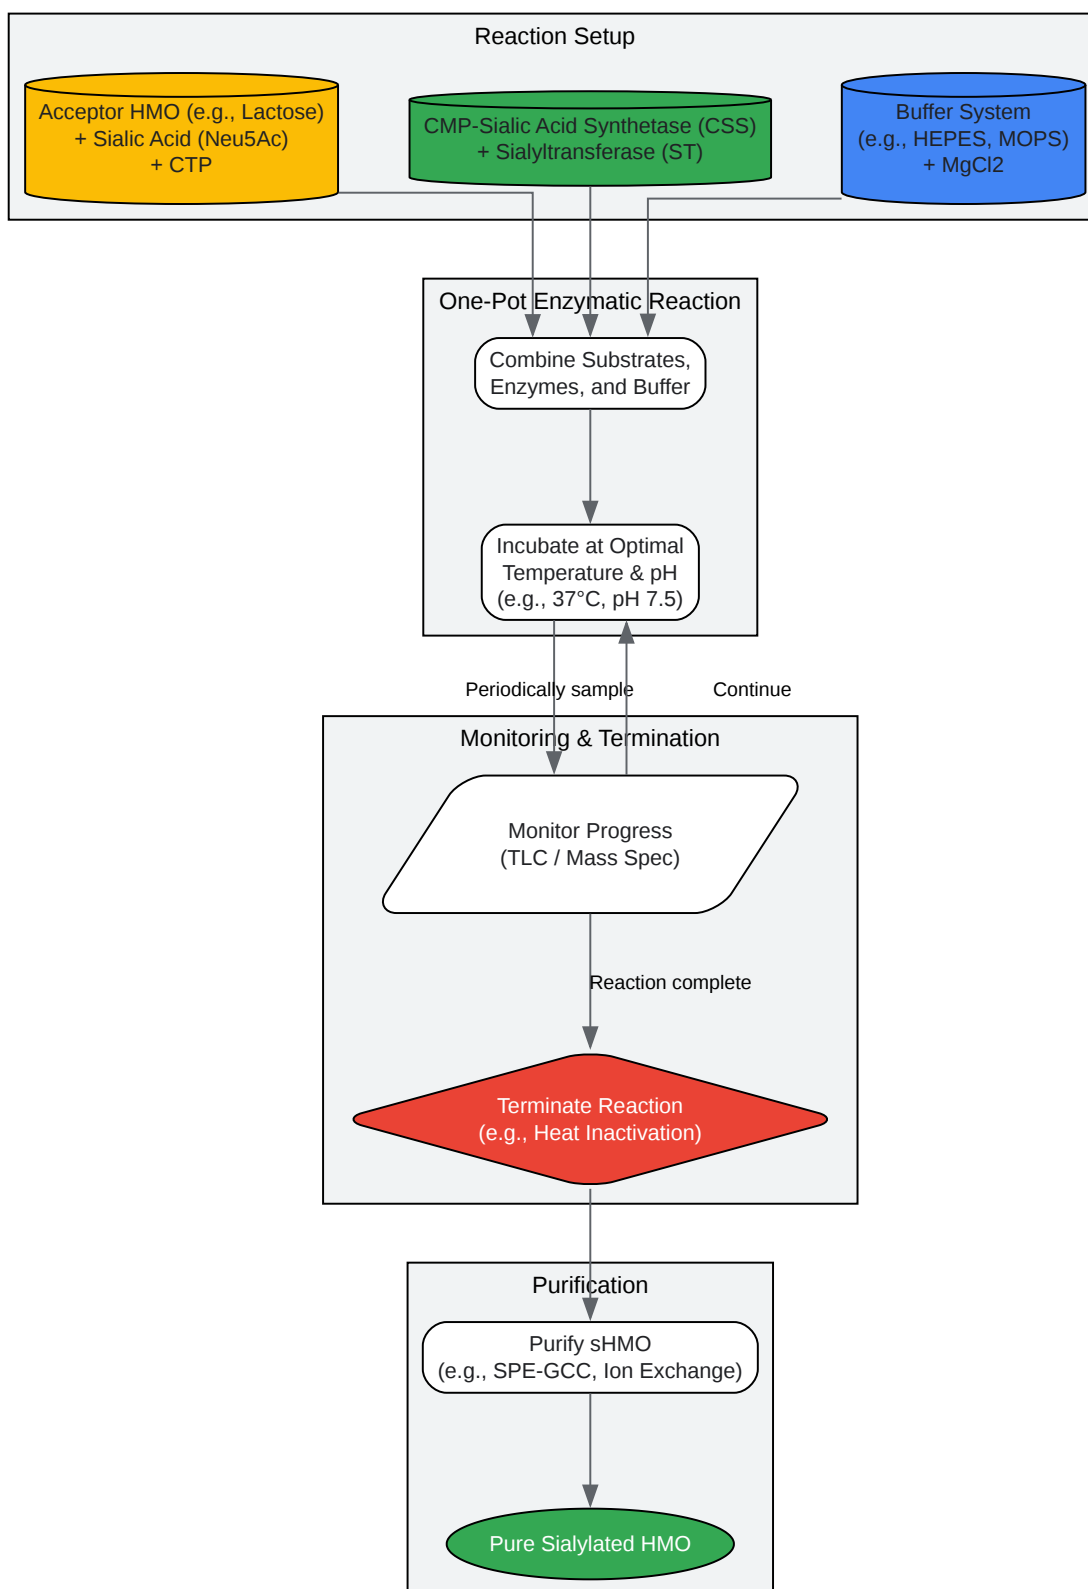 Reaction Setup
Acceptor HMO (e.g., Lactose)
+ Sialic Acid (Neu5Ac)
+ CTP
CMP-Sialic Acid Synthetase (CSS)
+ Sialyltransferase (ST)
Buffer System
(e.g., HEPES, MOPS)
+ MgCl2
One-Pot Enzymatic Reaction
Combine Substrates,
Enzymes, and Buffer
Incubate at Optimal
Temperature & pH
(e.g., 37°C, pH 7.5)
Periodically sample
Continue
Monitoring & Termination
Monitor Progress
(TLC / Mass Spec)
Reaction complete
Terminate Reaction
(e.g., Heat Inactivation)
Purification
Purify sHMO
(e.g., SPE-GCC, Ion Exchange)
Pure Sialylated HMO